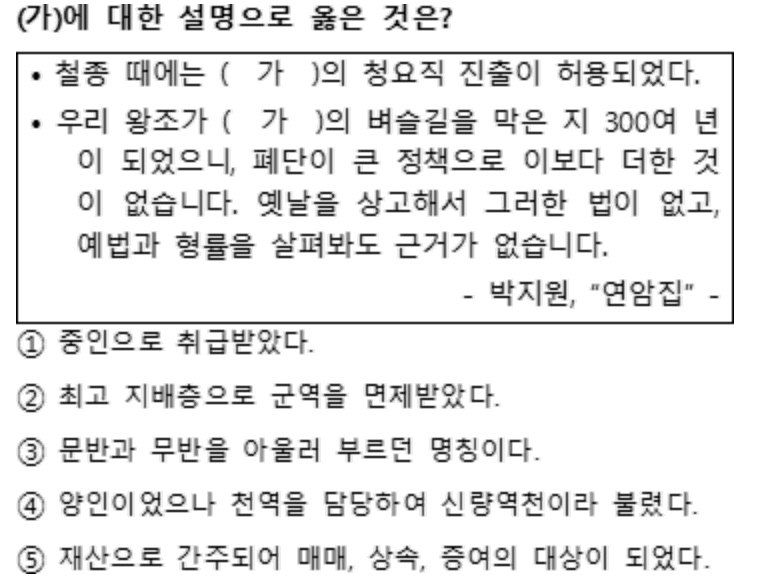 (가)에 대한 설명으로 옳은 것은?
• 철종 때에는 ( 가 )의 청요직 진출이 허용되었다.
• 우리 왕조가 ( 가 )의 벼슬길을 막은 지 300여 년
이 되었으니, 폐단이 큰 정책으로 이보다 더한 것
이 없습니다. 옛날을 상고해서 그러한 법이 없고,
예법과 형률을 살펴봐도 근거가 없습니다.
- 박지원, “연암집” -
① 중인으로 취급받았다.
② 최고 지배층으로 군역을 면제받았다.
③ 문반과 무반을 아울러 부르던 명칭이다.
④ 양인이었으나 천역을 담당하여 신량역천이라 불렸다.
⑤ 재산으로 간주되어 매매, 상속, 증여의 대상이 되었다.